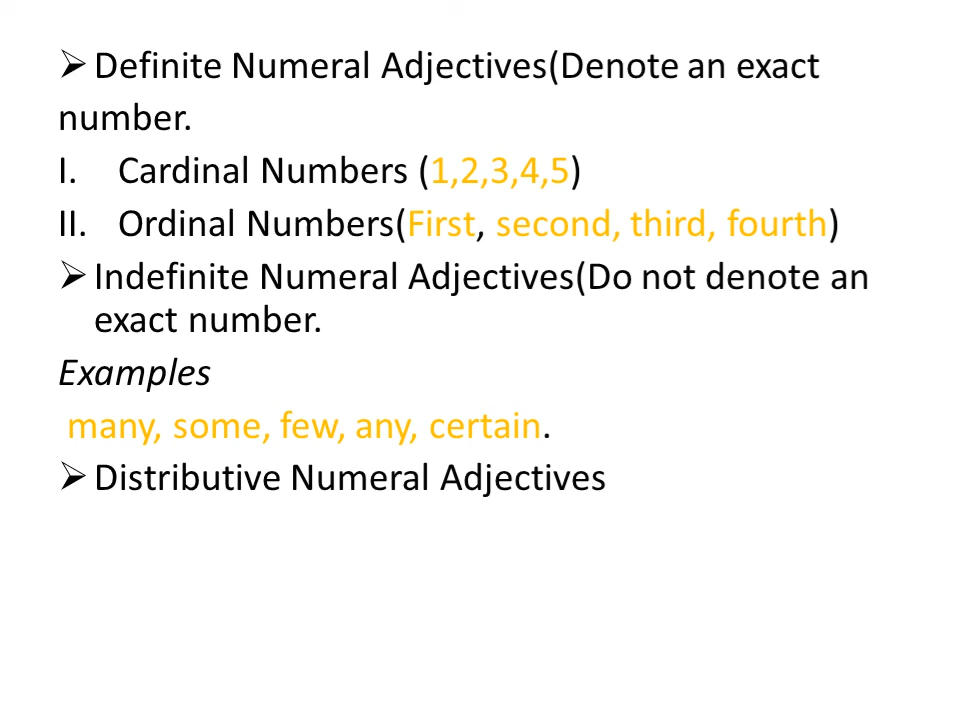 ➢ Definite Numeral Adjectives(Denote an exact
number.
I. Cardinal Numbers (1,2,3,4,5)
II. Ordinal Numbers(First, second, third, fourth)
➢ Indefinite Numeral Adjectives(Do not denote an
exact number.
Examples
many, some, few, any, certain.
➢ Distributive Numeral Adjectives